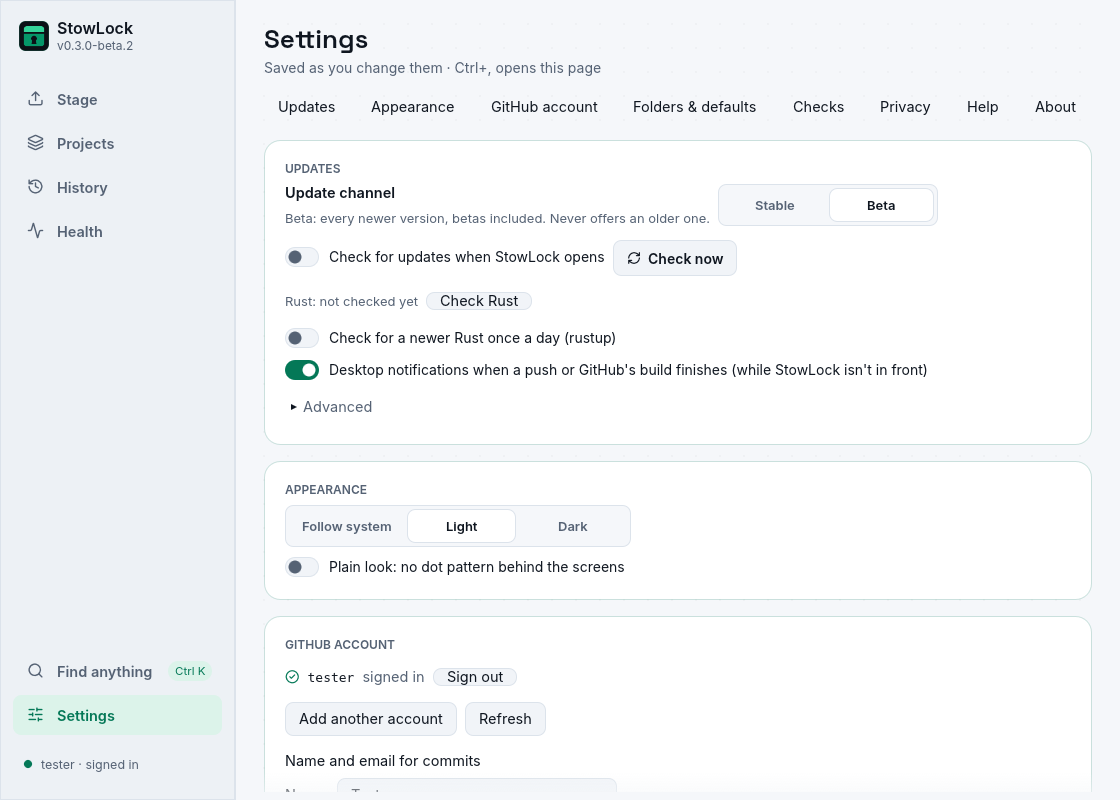 StowLock
v0.3.0-beta.2
Stage
Projects
History
Health
Find anything Ctrl K
Settings
tester · signed in
Settings
Saved as you change them · Ctrl+, opens this page
Updates Appearance GitHub account Folders & defaults Checks Privacy Help About
UPDATES
Update channel
Beta: every newer version, betas included. Never offers an older one. Stable Beta
Check for updates when StowLock opens Check now
Rust: not checked yet Check Rust
Check for a newer Rust once a day (rustup)
Desktop notifications when a push or GitHub's build finishes (while StowLock isn't in front)
Advanced
APPEARANCE
Follow system Light Dark
Plain look: no dot pattern behind the screens
GITHUB ACCOUNT
tester signed in Sign out
Add another account Refresh
Name and email for commits